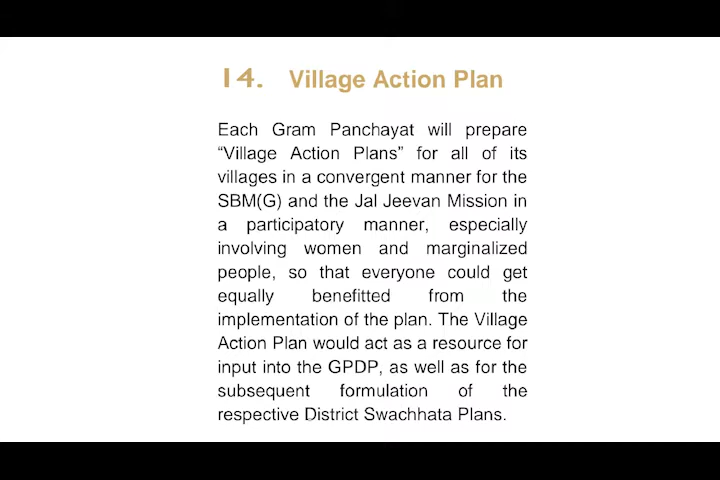 14. Village Action Plan
Each Gram Panchayat will prepare
“Village Action Plans” for all of its
villages in a convergent manner for the
SBM(G) and the Jal Jeevan Mission in
a participatory manner, especially
involving women and marginalized
people, so that everyone could get
equally benefitted from the
implementation of the plan. The Village
Action Plan would act as a resource for
input into the GPDP, as well as for the
subsequent formulation of the
respective District Swachhata Plans.